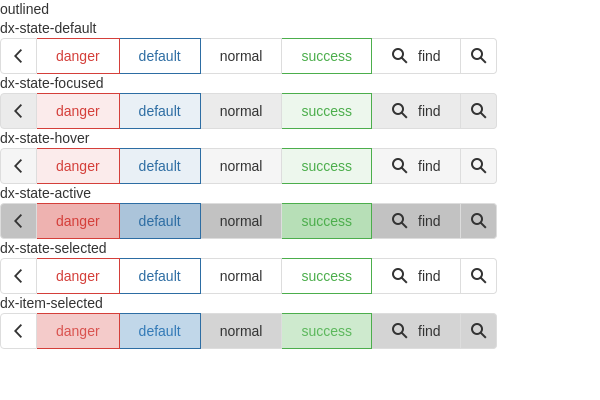 outlined
dx-state-default
danger default normal success find
dx-state-focused
danger default normal success find
dx-state-hover
danger default normal success find
dx-state-active
danger default normal success find
dx-state-selected
danger default normal success find
dx-item-selected
danger default normal success find